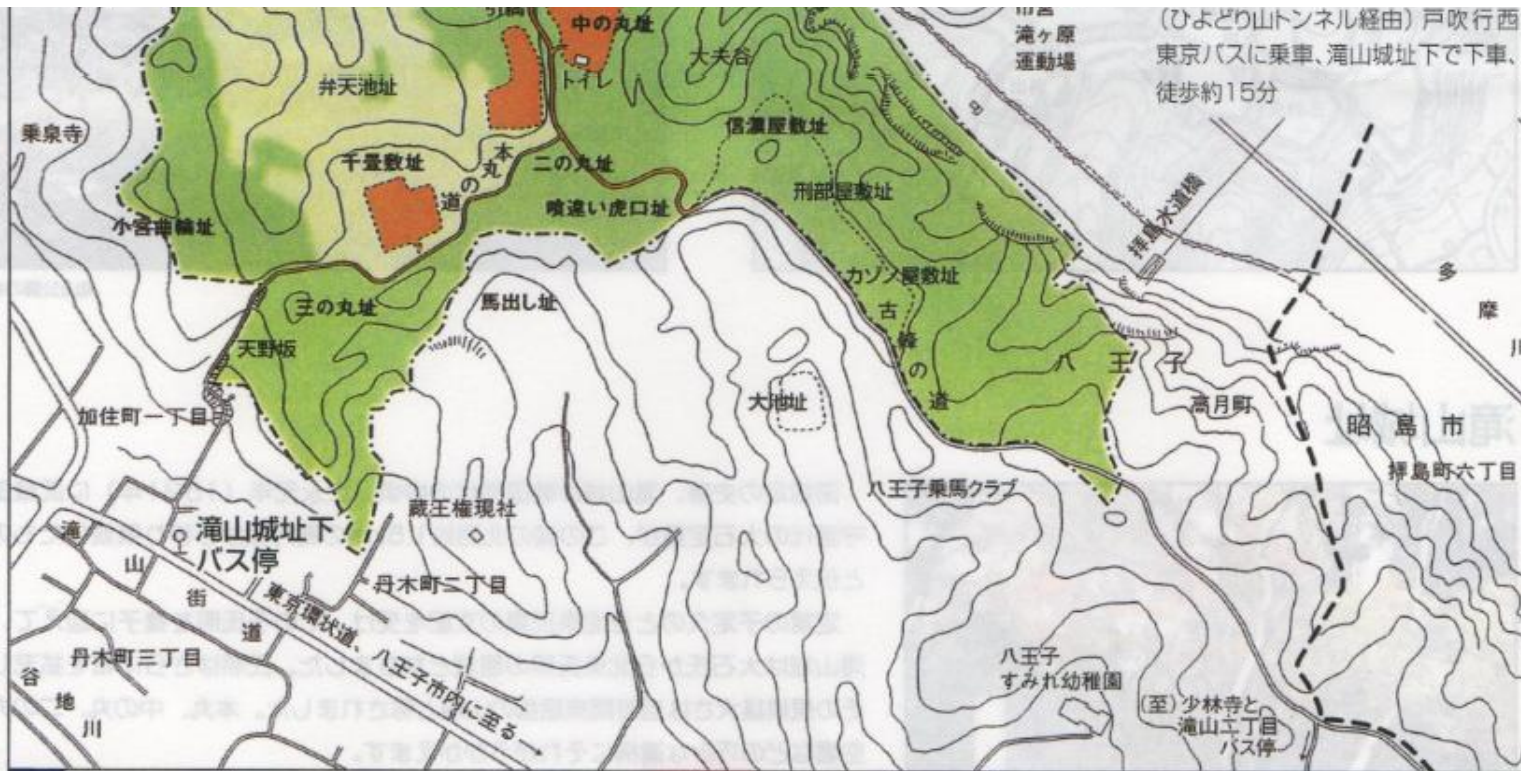 中の丸址
トイレ
大夫谷
滝ヶ原
運動場
(ひよどり山トンネル経由)戸吹行西
東京バスに乗車、滝山城址下で下車、
徒歩約15分
弁天池址
乗泉寺
千畳敷址
本丸の道
二の丸址
信濃屋敷址
刑部屋敷址
喰違い虎口址
小宮曲輪址
拝島水道橋
多摩川
カゾノ屋敷址
古峰の道
三の丸址
馬出し址
天野坂
八王子
大池址
高月町
昭島市
加住町一丁目
拝島町六丁目
八王子乗馬クラブ
蔵王権現社
滝山城址下
バス停
滝山街道
丹木町二丁目
東京環状道、八王子市内に至る
丹木町三丁目
谷地川
八王子
すみれ幼稚園
(至)少林寺と
滝山二丁目
バス停